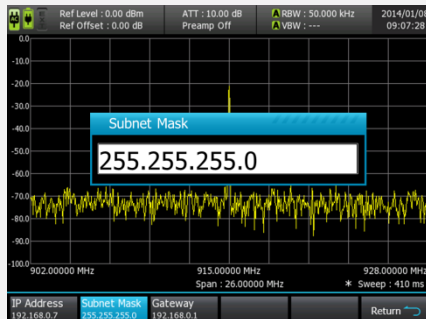 Ref Level : 0.00 dBm ATT : 10.00 dB A RBW : 50.000 kHz 2014/01/08
Ref Offset : 0.00 dB Preamp Off A VBW : --- 09:07:28
0.0
-10.0
-20.0
-30.0
Subnet Mask
-40.0
255.255.255.0
-50.0
-60.0
-70.0
-80.0
-90.0
-100.0
902.00000 MHz 915.00000 MHz 928.00000 MHz
Span : 26.00000 MHz * Sweep : 410 ms
IP Address Subnet Mask Gateway
192.168.0.7 255.255.255.0 192.168.0.1 Return